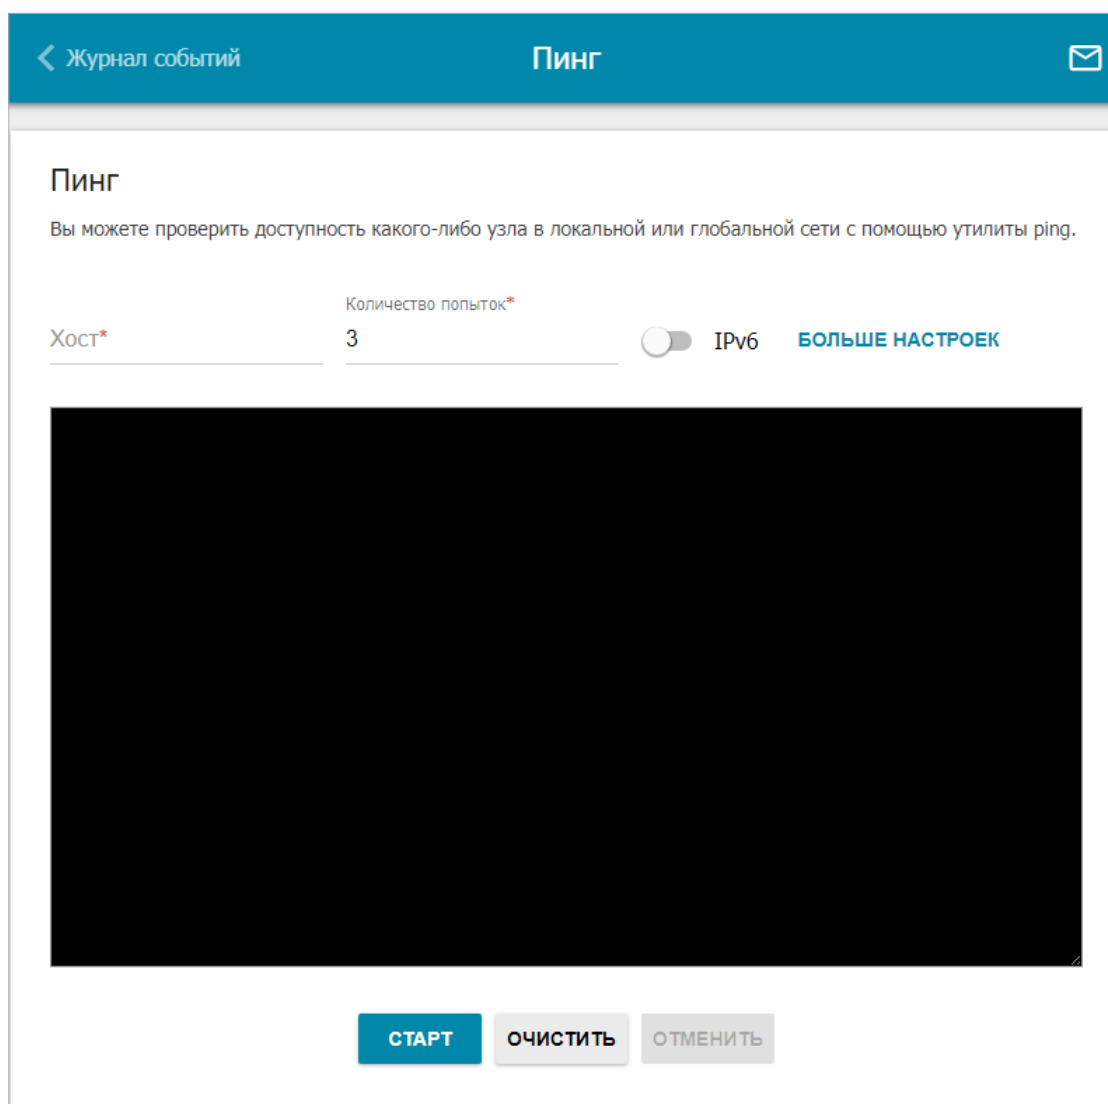 Журнал событий
Пинг
Пинг
Вы можете проверить доступность какого-либо узла в локальной или глобальной сети с помощью утилиты ping.
Количество попыток*
Хост*
3
IPv6
БОЛЬШЕ НАСТРОЕК
СТАРТ
ОЧИСТИТЬ
ОТМЕНИТЬ